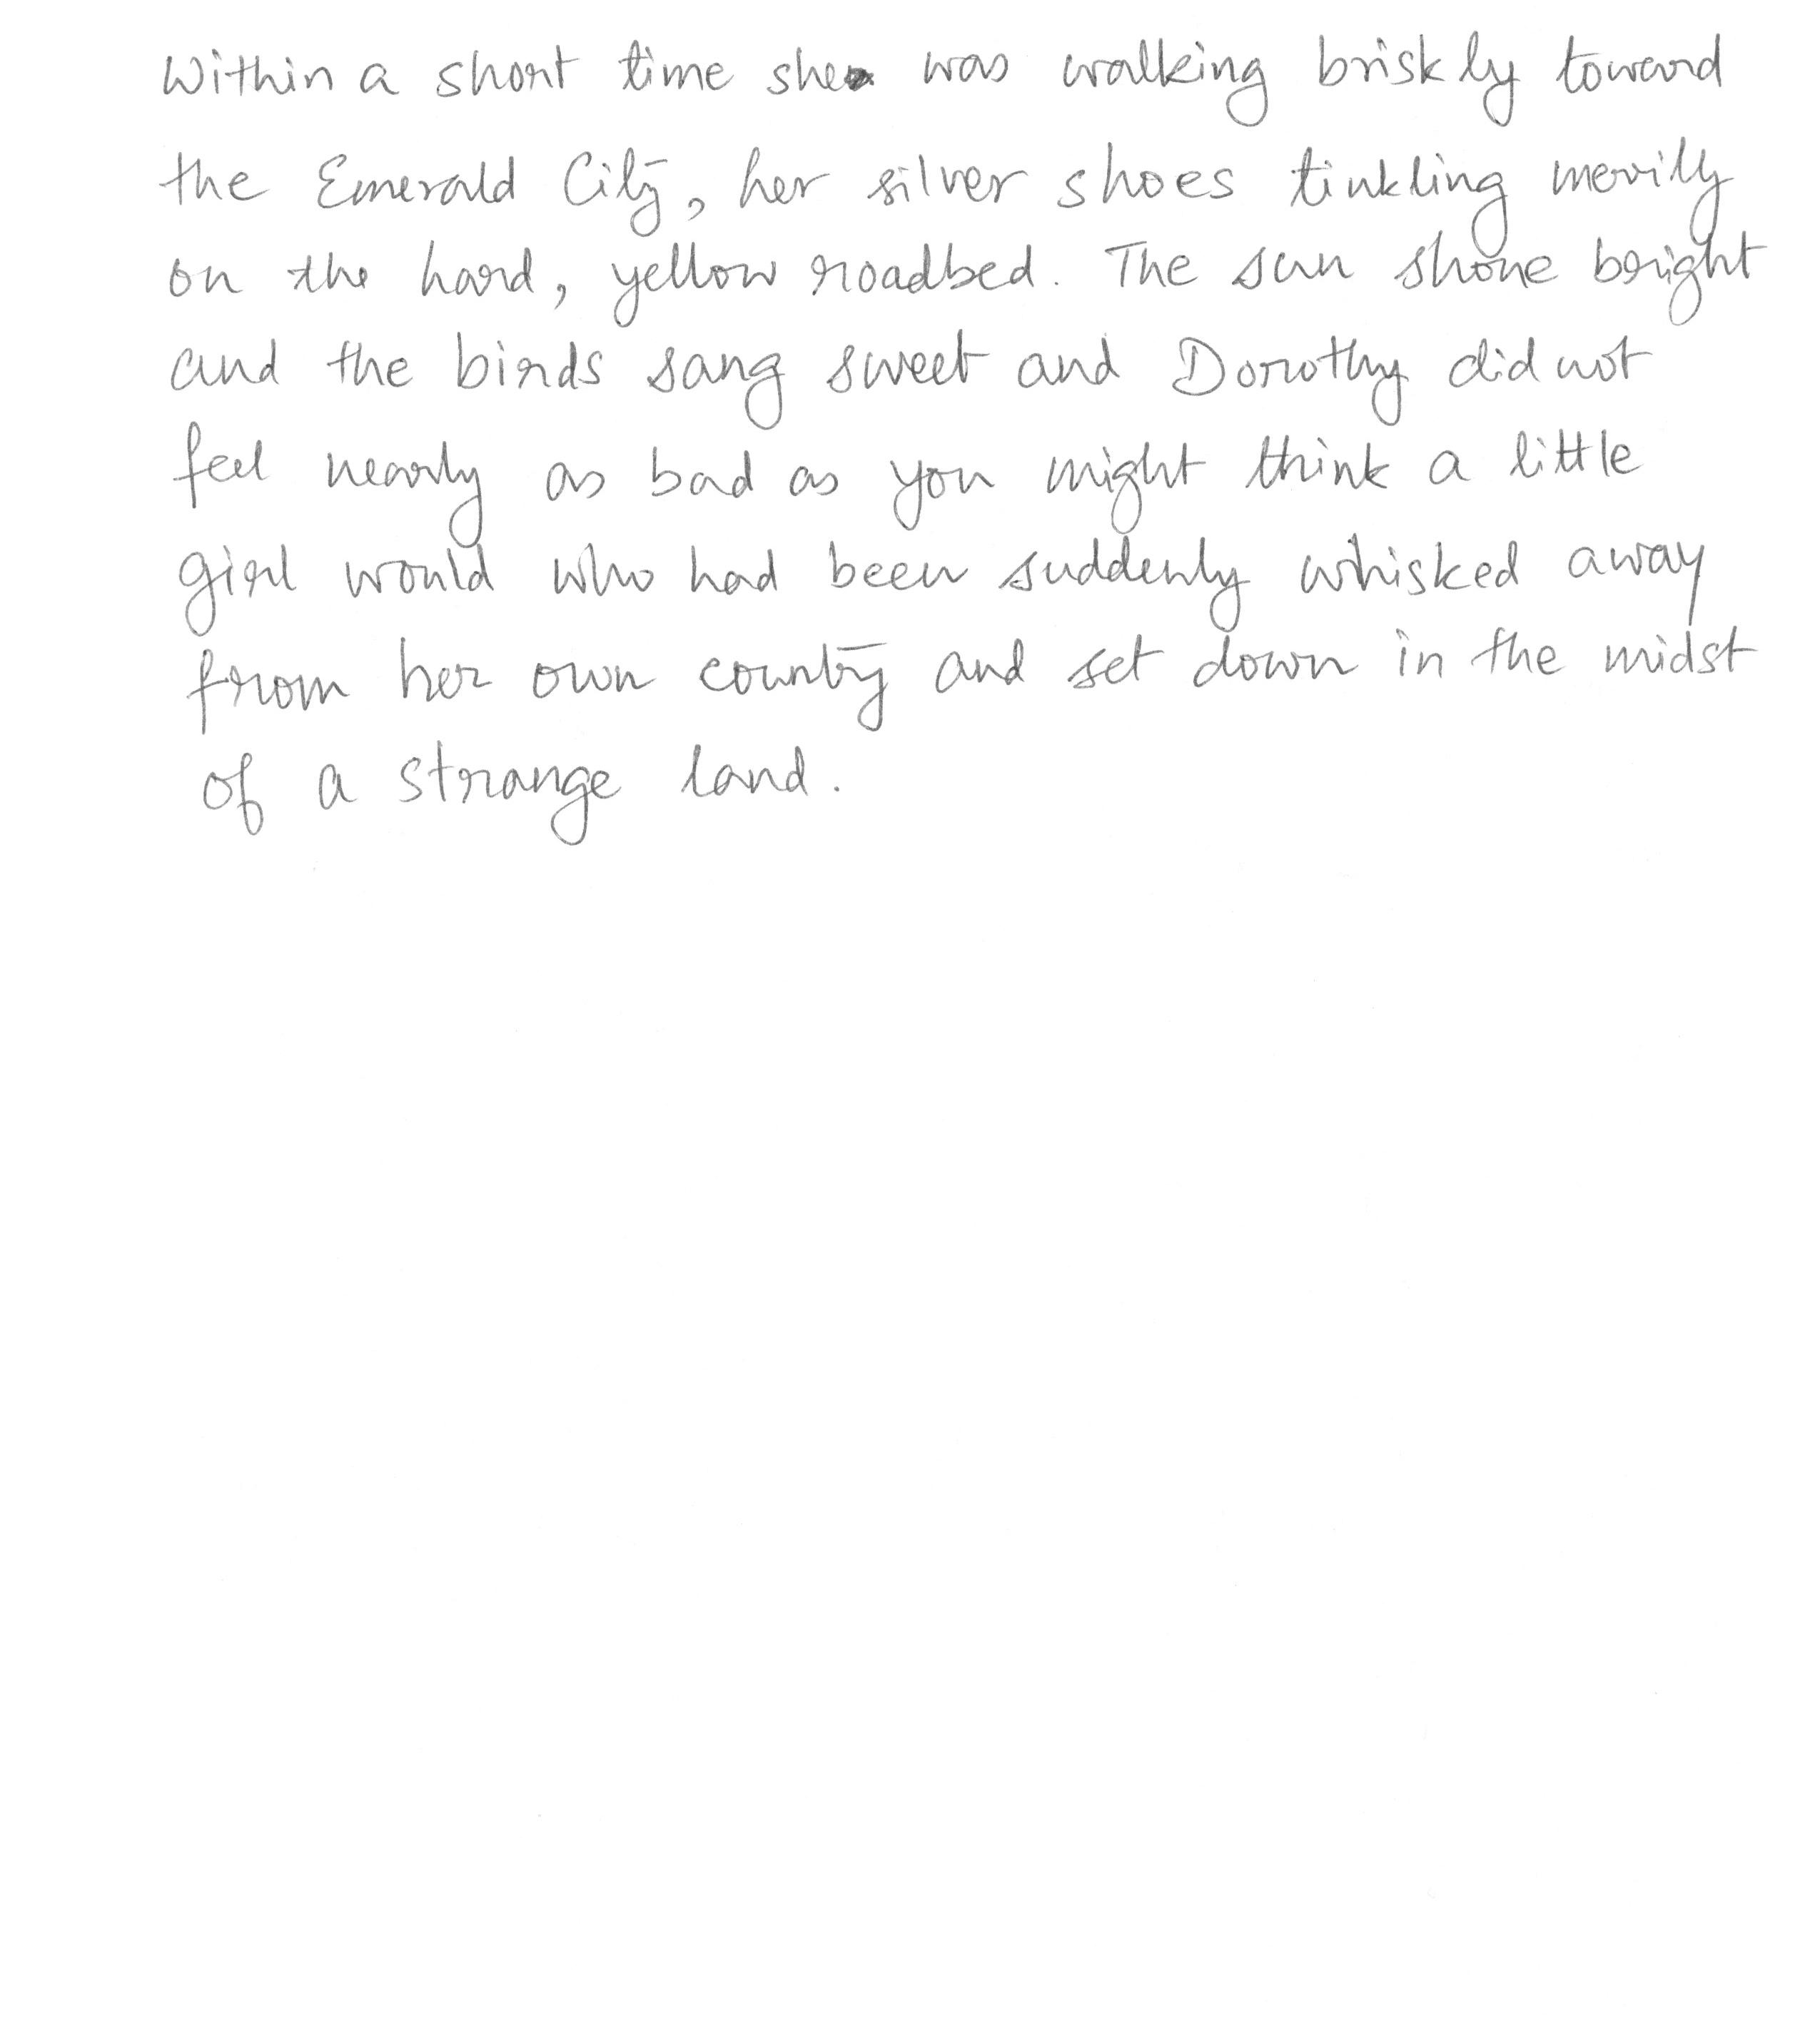 Within a short time she was walking briskly toward
the Emerald City, her silver shoes tinkling merrily
on the hard, yellow roadbed. The sun shone bright
and the birds sang sweet and Dorothy did not
feel nearly as bad as you might think a little
girl would who had been suddenly whisked away
from her own country and set down in the midst
of a strange land.